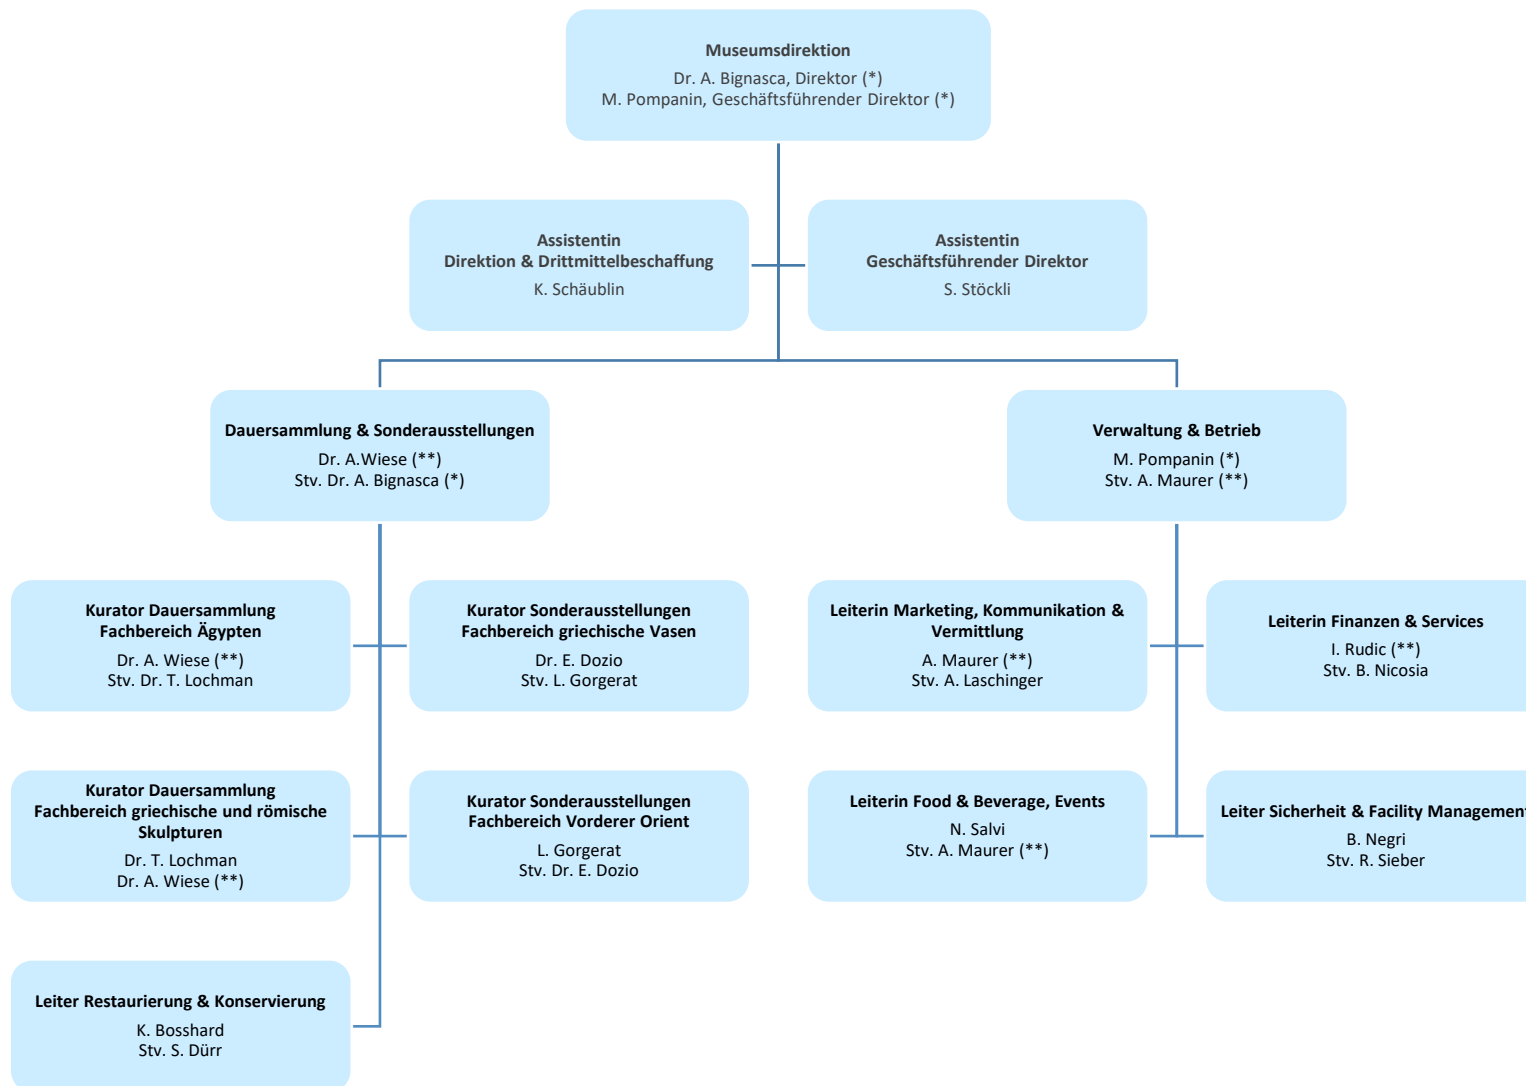 Museumsdirektion
Dr. A. Bignasca, Direktor (*)
M. Pompanin, Geschäftsführender Direktor (*)
Assistentin
Direktion & Drittmittelbeschaffung
K. Schäublin
Assistentin
Geschäftsführender Direktor
S. Stöckli
Dauersammlung & Sonderausstellungen
Dr. A.Wiese (**)
Stv. Dr. A. Bignasca (*)
Verwaltung & Betrieb
M. Pompanin (*)
Stv. A. Maurer (**)
Kurator Dauersammlung
Fachbereich Ägypten
Dr. A. Wiese (**)
Stv. Dr. T. Lochman
Kurator Sonderausstellungen
Fachbereich griechische Vasen
Dr. E. Dozio
Stv. L. Gorgerat
Leiterin Marketing, Kommunikation &
Vermittlung
A. Maurer (**)
Stv. A. Laschinger
Leiterin Finanzen & Services
I. Rudic (**)
Stv. B. Nicosia
Kurator Dauersammlung
Fachbereich griechische und römische
Skulpturen
Dr. T. Lochman
Dr. A. Wiese (**)
Kurator Sonderausstellungen
Fachbereich Vorderer Orient
L. Gorgerat
Stv. Dr. E. Dozio
Leiterin Food & Beverage, Events
N. Salvi
Stv. A. Maurer (**)
Leiter Sicherheit & Facility Management
B. Negri
Stv. R. Sieber
Leiter Restaurierung & Konservierung
K. Bosshard
Stv. S. Dürr